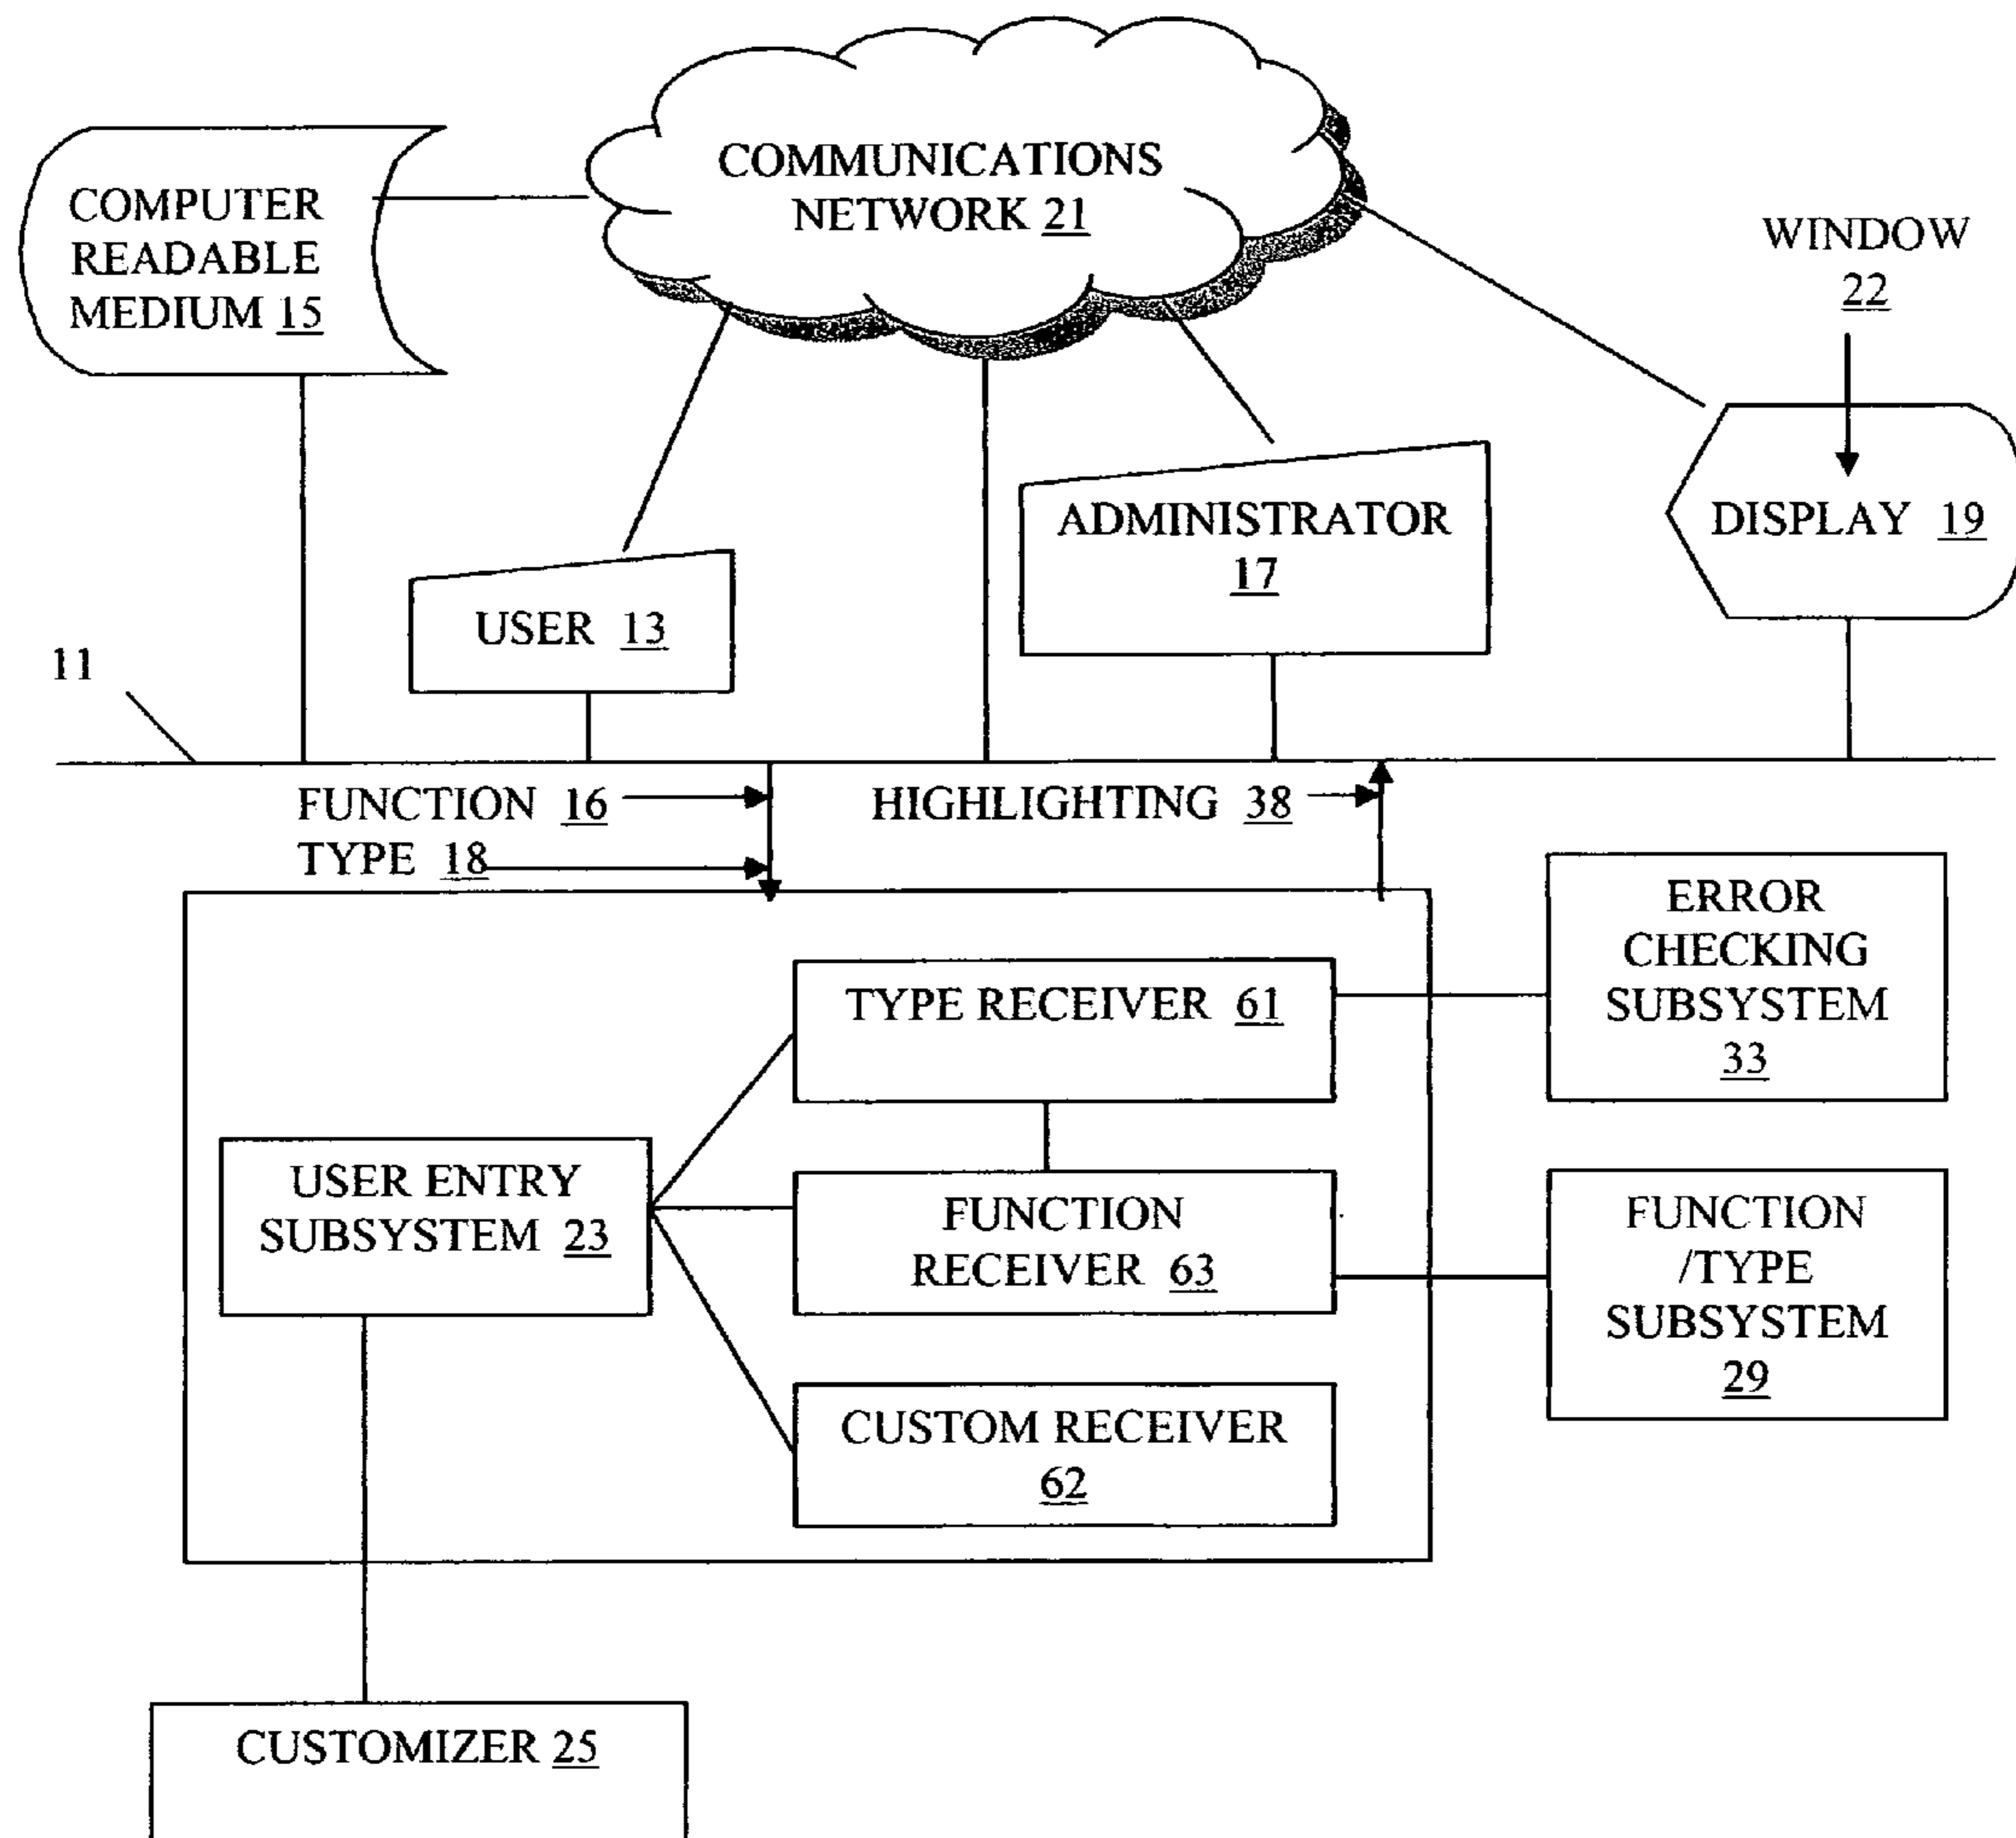 COMMUNICATIONS
NETWORK 21
COMPUTER
READABLE
MEDIUM 15
WINDOW
22
ADMINISTRATOR
17
DISPLAY 19
USER 13
11
FUNCTION 16
TYPE 18
HIGHLIGHTING 38
ERROR
CHECKING
SUBSYSTEM
33
TYPE RECEIVER 61
USER ENTRY
SUBSYSTEM 23
FUNCTION
RECEIVER 63
FUNCTION
/TYPE
SUBSYSTEM
29
CUSTOM RECEIVER
62
CUSTOMIZER 25